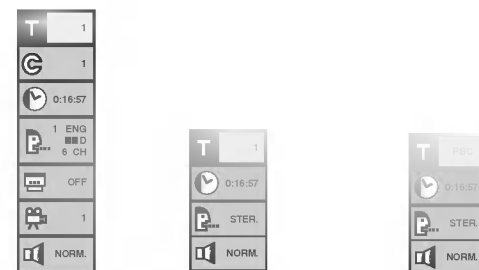 T 1
C 1
0:16:57
1 ENG
D
6 CH
OFF
1
NORM.
T 1
0:16:57
STER.
NORM.
T PBC
0:16:57
STER.
NORM.